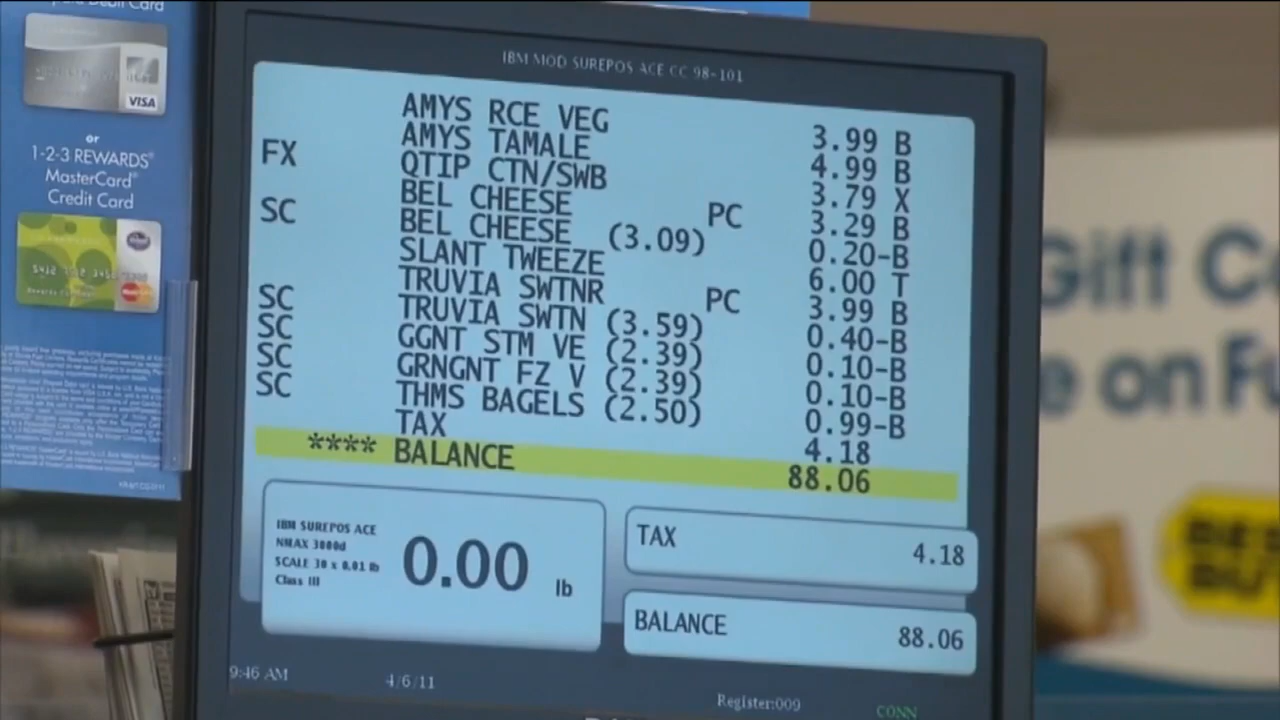 Debit Card
VISA
or
1-2-3 REWARDS®
MasterCard®
Credit Card
MasterCard
IBM MOD SUREPOS ACE CC 98-101
AMYS RCE VEG 3.99 B
AMYS TAMALE 4.99 B
FX QTIP CTN/SWB 3.79 X
BEL CHEESE PC 3.29 B
SC BEL CHEESE (3.09) 0.20-B
SLANT TWEEZE 6.00 T
TRUVIA SWTNR PC 3.99 B
SC TRUVIA SWTN (3.59) 0.40-B
SC GGNT STM VE (2.39) 0.10-B
SC GRNGNT FZ V (2.39) 0.10-B
SC THMS BAGELS (2.50) 0.99-B
TAX 4.18
**** BALANCE 88.06
IBM SUREPOS ACE
NMAX 3000d
SCALE 30 x 0.01 lb
Class III
0.00 lb
TAX 4.18
BALANCE 88.06
9:46 AM 4/6/11 Register:009 CONN
Gift
on
BEST
BUY